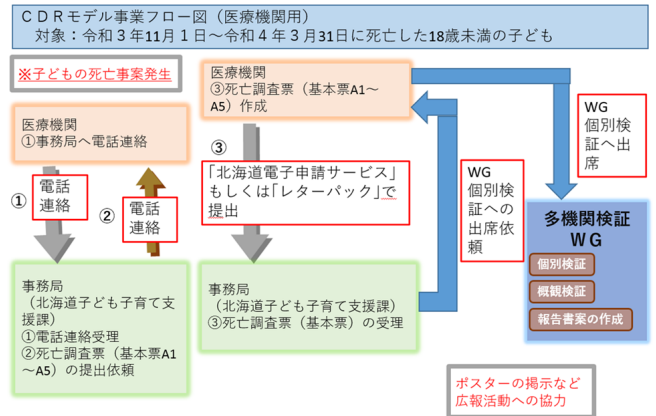 ＣＤＲモデル事業フロー図（医療機関用）
対象：令和３年11月１日～令和４年３月31日に死亡した18歳未満の子ども
※子どもの死亡事案発生
医療機関
①事務局へ電話連絡
①
電話
連絡
②
電話
連絡
事務局
（北海道子ども子育て支
援課）
①電話連絡受理
②死亡調査票（基本票A1
～A5）の提出依頼
医療機関
③死亡調査票（基本票A1～
A5）作成
③
「北海道電子申請サービス」
もしくは「レターパック」で
提出
事務局
（北海道子ども子育て支援課）
③死亡調査票（基本票）の受理
WG
個別検
証への
出席依
頼
WG
個別検
証へ出
席
多機関検証
ＷＧ
個別検証
概観検証
報告書案の作成
ポスターの掲示など
広報活動への協力